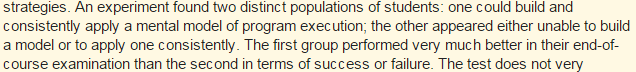 strategies. An experiment found two distinct populations of students: one could build and
consistently apply a mental model of program execution; the other appeared either unable to build
a model or to apply one consistently. The first group performed very much better in their end-of-
course examination than the second in terms of success or failure. The test does not very